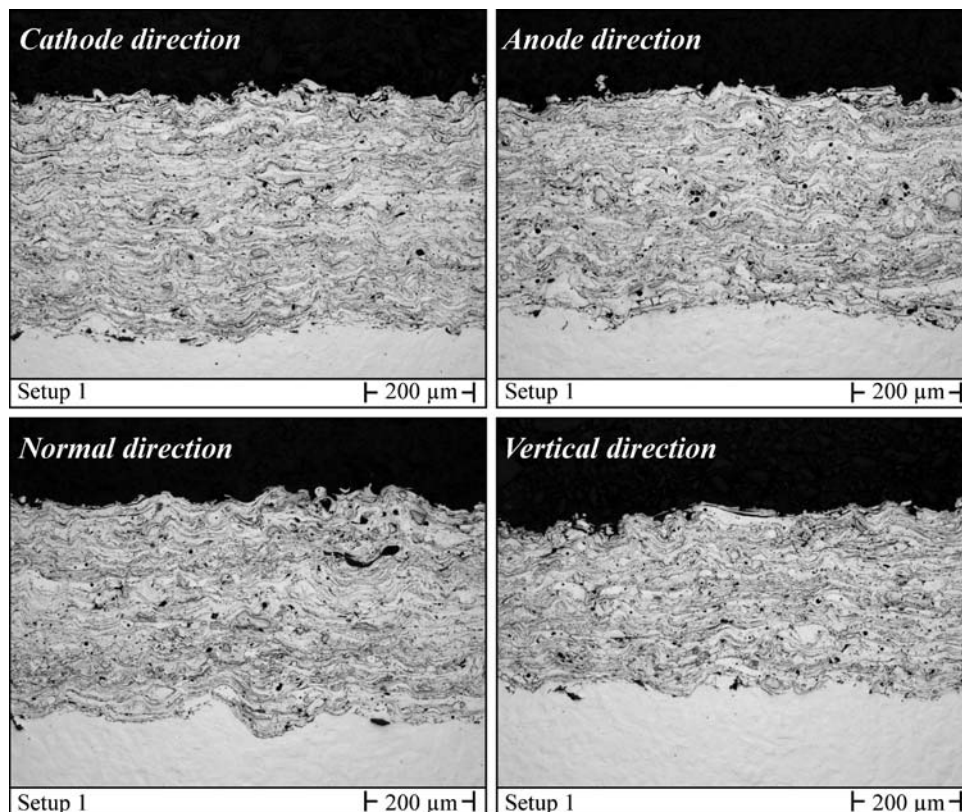 Cathode direction
Anode direction
Setup 1 200 µm
Setup 1 200 µm
Normal direction
Vertical direction
Setup 1 200 µm
Setup 1 200 µm